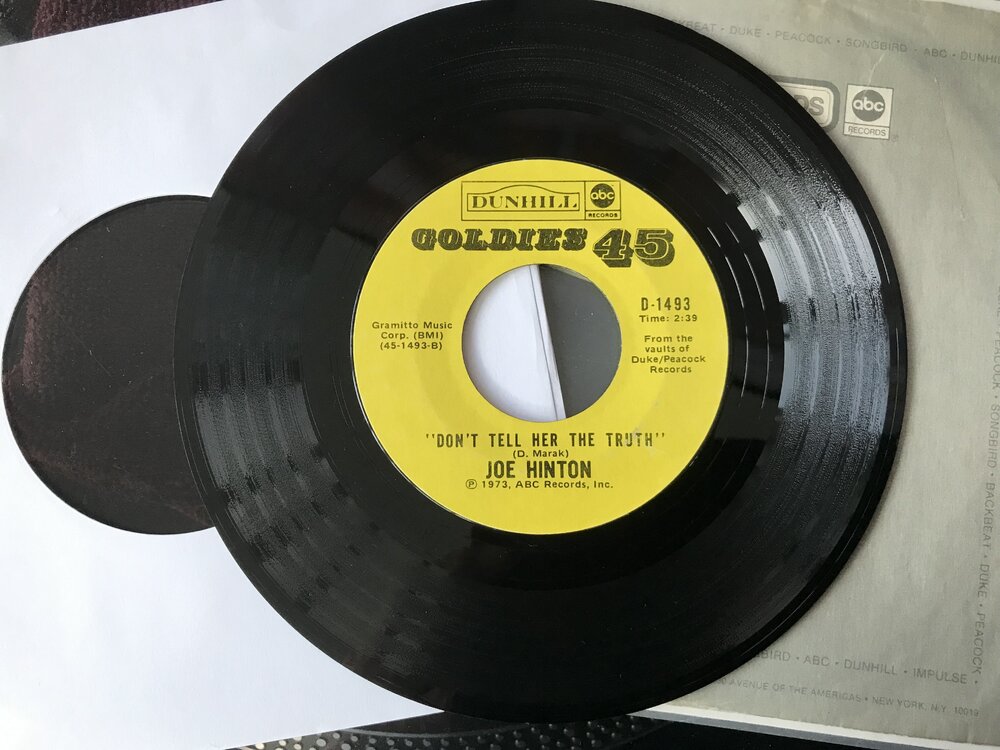 BACKBEAT · DUKE · PEACOCK · SONGBIRD · ABC · DUNHILL
abc
RECORDS
DUNHILL
abc
RECORDS
GOLDIES 45
D-1493
Time: 2:39
Gramitto Music
Corp. (BMI)
(45-1493-B)
From the
vaults of
Duke/Peacock
Records
"DON'T TELL HER THE TRUTH"
(D. Marak)
JOE HINTON
℗ 1973, ABC Records, Inc.
SONGBIRD · BACKBEAT · DUKE · PEACOCK
ABC · DUNHILL · IMPULSE ·
AVENUE OF THE AMERICAS · NEW YORK, N.Y. 10019